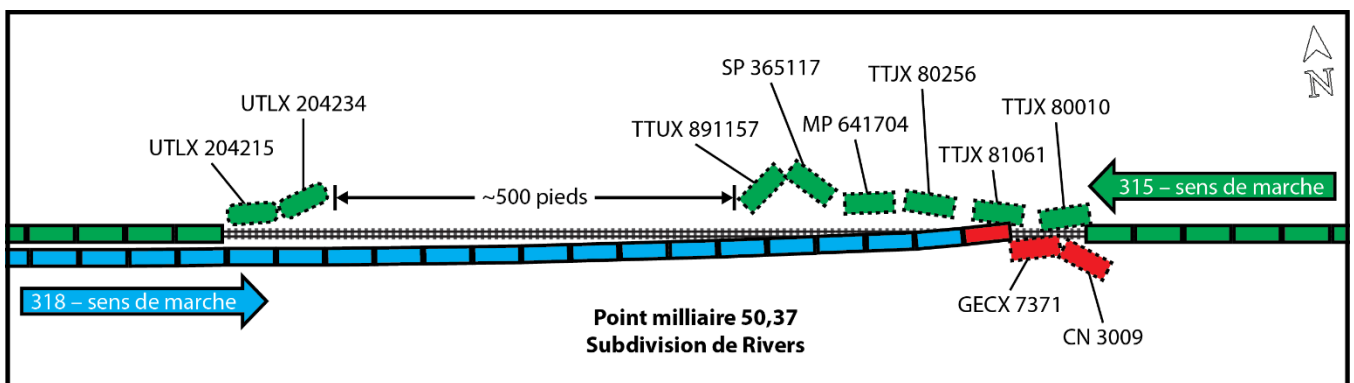 SP 365117
TTJX 80256
UTLX 204234
TTUX 891157
MP 641704
TTJX 80010
UTLX 204215
TTJX 81061
N
~500 pieds
315 – sens de marche
318 – sens de marche
GECX 7371
Point milliaire 50,37
Subdivision de Rivers
CN 3009